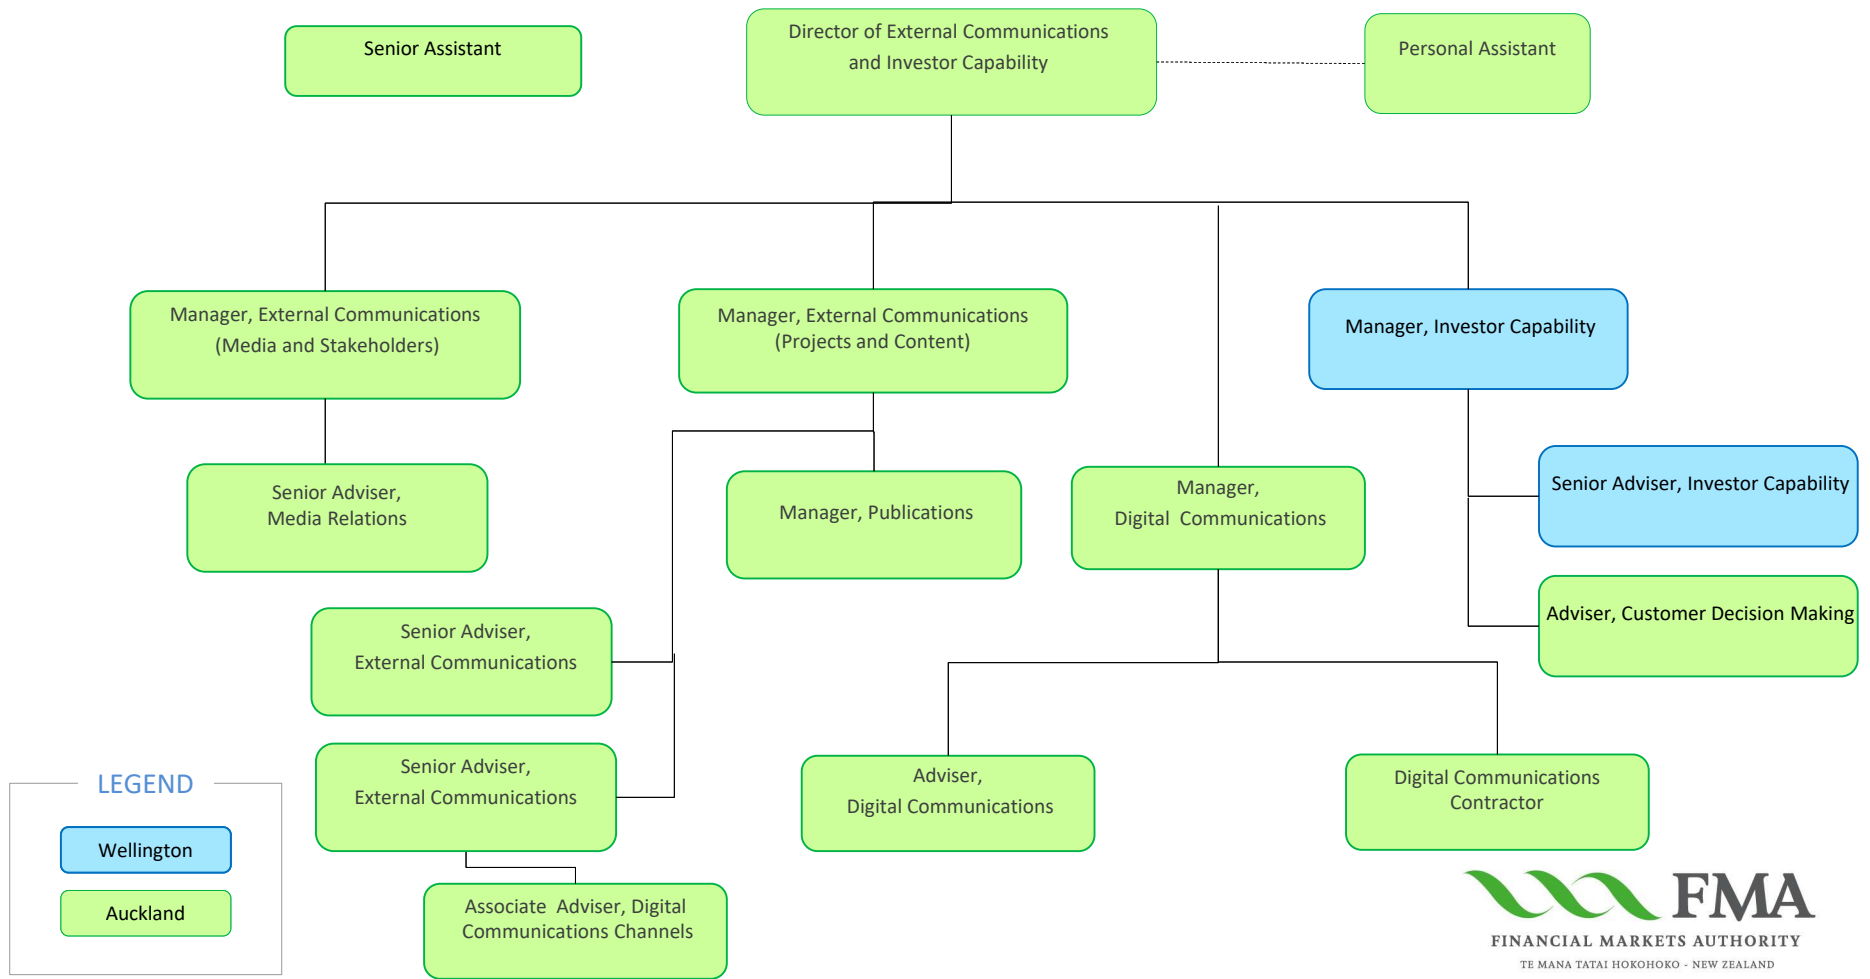 Senior Assistant
Director of External Communications
and Investor Capability
Personal Assistant
Manager, External Communications
(Media and Stakeholders)
Manager, External Communications
(Projects and Content)
Manager, Investor Capability
Senior Adviser,
Media Relations
Manager, Publications
Manager,
Digital Communications
Senior Adviser, Investor Capability
Adviser, Customer Decision Making
Senior Adviser,
External Communications
Senior Adviser,
External Communications
Adviser,
Digital Communications
Digital Communications
Contractor
Associate Adviser, Digital
Communications Channels
LEGEND
Wellington
Auckland
FMA
FINANCIAL MARKETS AUTHORITY
TE MANA TATAI HOKOHOKO - NEW ZEALAND